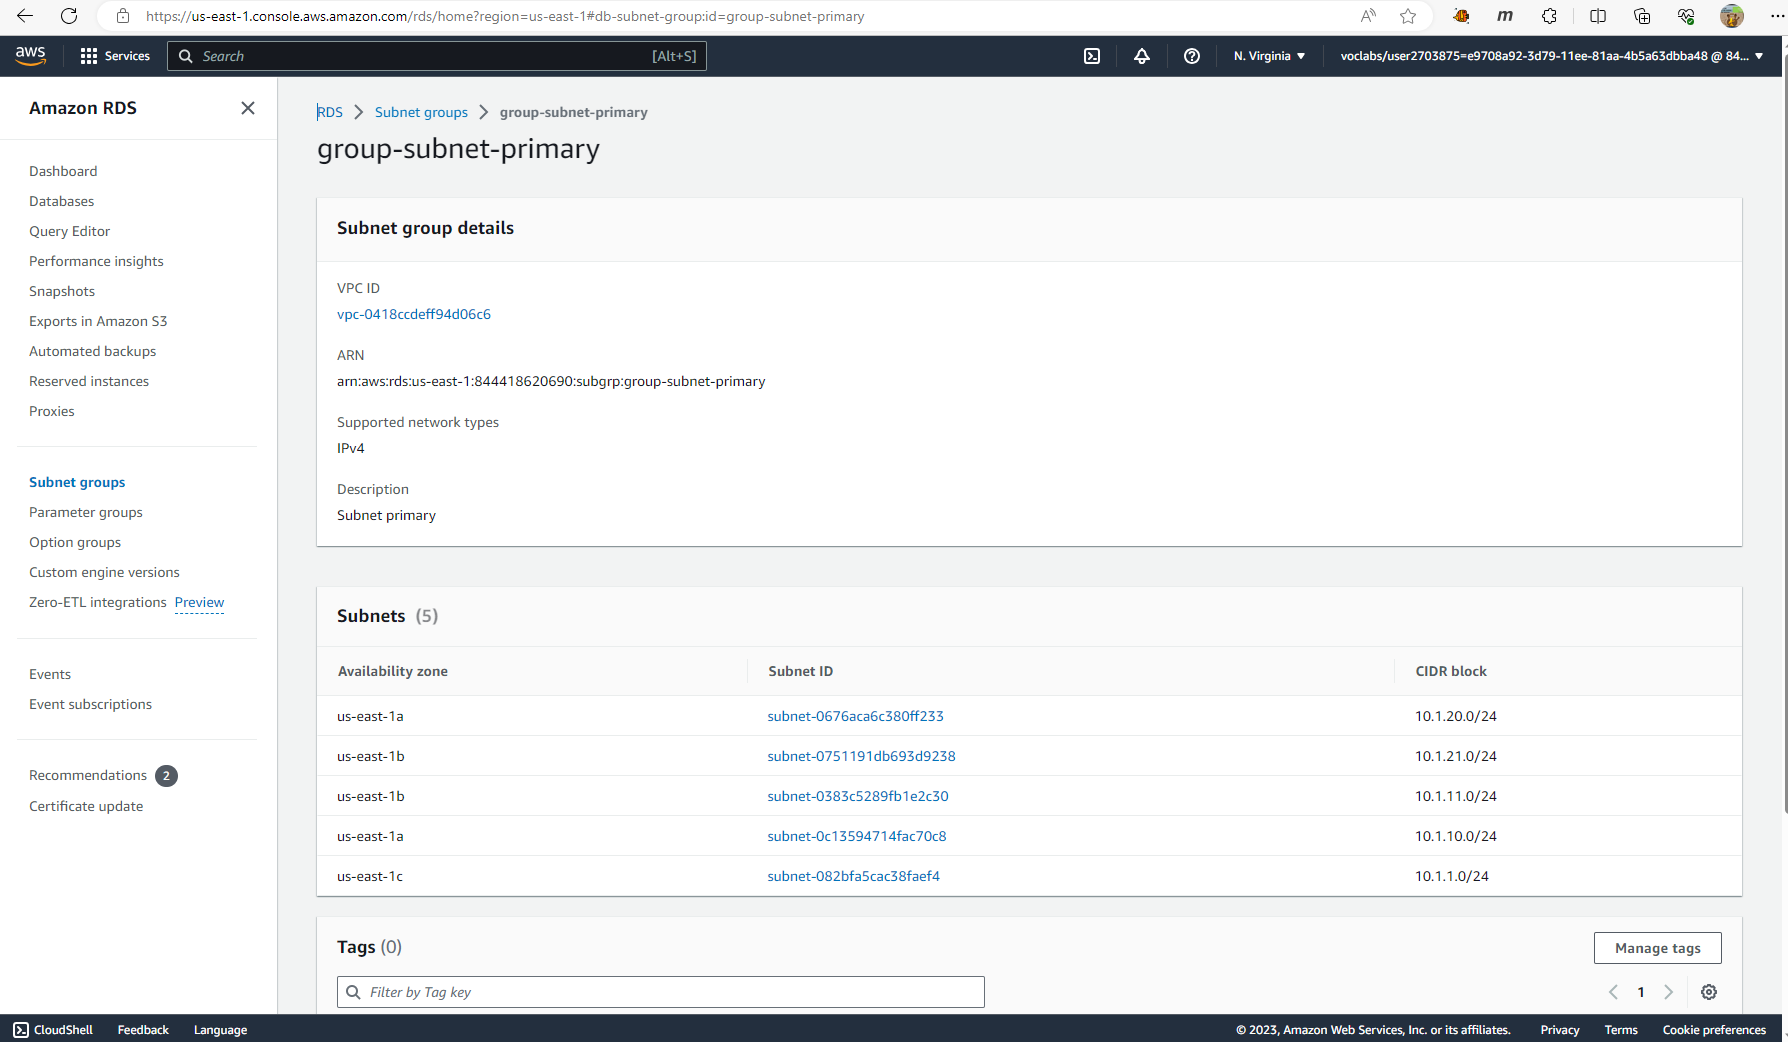 https://us-east-1.console.aws.amazon.com/rds/home?region=us-east-1#db-subnet-group:id=group-subnet-primary
aws Services Search [Alt+S] N. Virginia voclabs/user2703875=e9708a92-3d79-11ee-81aa-4b5a63dbba48 @ 84...
Amazon RDS
Dashboard
Databases
Query Editor
Performance insights
Snapshots
Exports in Amazon S3
Automated backups
Reserved instances
Proxies
Subnet groups
Parameter groups
Option groups
Custom engine versions
Zero-ETL integrations Preview
Events
Event subscriptions
Recommendations 2
Certificate update
RDS > Subnet groups > group-subnet-primary
group-subnet-primary
Subnet group details
VPC ID
vpc-0418ccdeff94d06c6
ARN
arn:aws:rds:us-east-1:844418620690:subgrp:group-subnet-primary
Supported network types
IPv4
Description
Subnet primary
Subnets (5)
Availability zone Subnet ID CIDR block
us-east-1a subnet-0676aca6c380ff233 10.1.20.0/24
us-east-1b subnet-0751191db693d9238 10.1.21.0/24
us-east-1b subnet-0383c5289fb1e2c30 10.1.11.0/24
us-east-1a subnet-0c13594714fac70c8 10.1.10.0/24
us-east-1c subnet-082bfa5cac38faef4 10.1.1.0/24
Tags (0) Manage tags
Filter by Tag key 1
CloudShell Feedback Language © 2023, Amazon Web Services, Inc. or its affiliates. Privacy Terms Cookie preferences